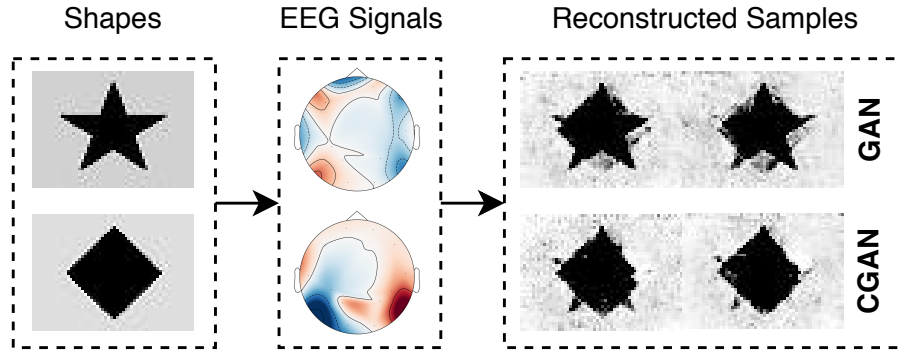 Shapes
EEG Signals
Reconstructed Samples
GAN
CGAN